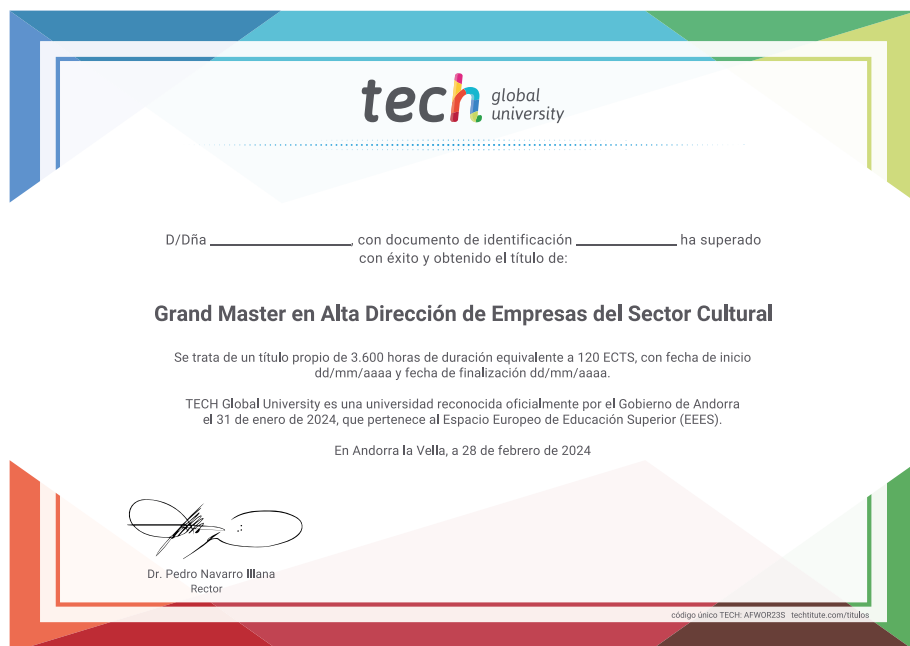 tech global university
D/Dña ____________________, con documento de identificación ______________ ha superado
con éxito y obtenido el título de:
Grand Master en Alta Dirección de Empresas del Sector Cultural
Se trata de un título propio de 3.600 horas de duración equivalente a 120 ECTS, con fecha de inicio
dd/mm/aaaa y fecha de finalización dd/mm/aaaa.
TECH Global University es una universidad reconocida oficialmente por el Gobierno de Andorra
el 31 de enero de 2024, que pertenece al Espacio Europeo de Educación Superior (EEES).
En Andorra la Vella, a 28 de febrero de 2024
Dr. Pedro Navarro Illana
Rector
código único TECH: AFWOR23S techtitute.com/titulos